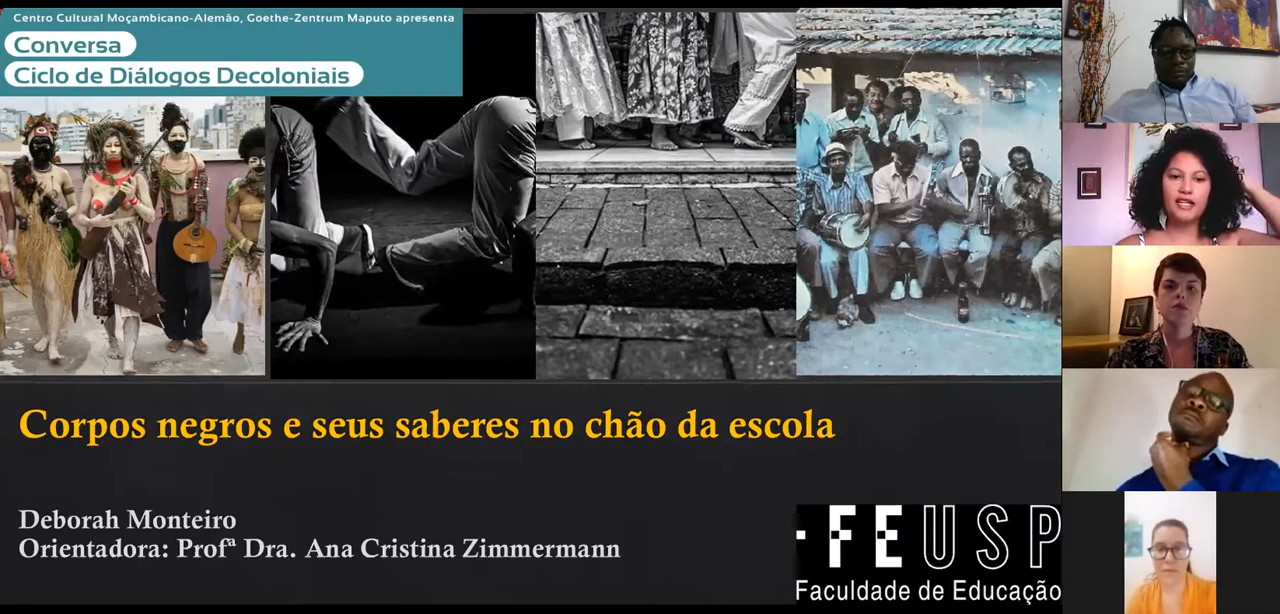 Centro Cultural Moçambicano-Alemão, Goethe-Zentrum Maputo apresenta
Conversa
Ciclo de Diálogos Decoloniais
Corpos negros e seus saberes no chão da escola
Deborah Monteiro
Orientadora: Profª Dra. Ana Cristina Zimmermann
FEUSP
Faculdade de Educação